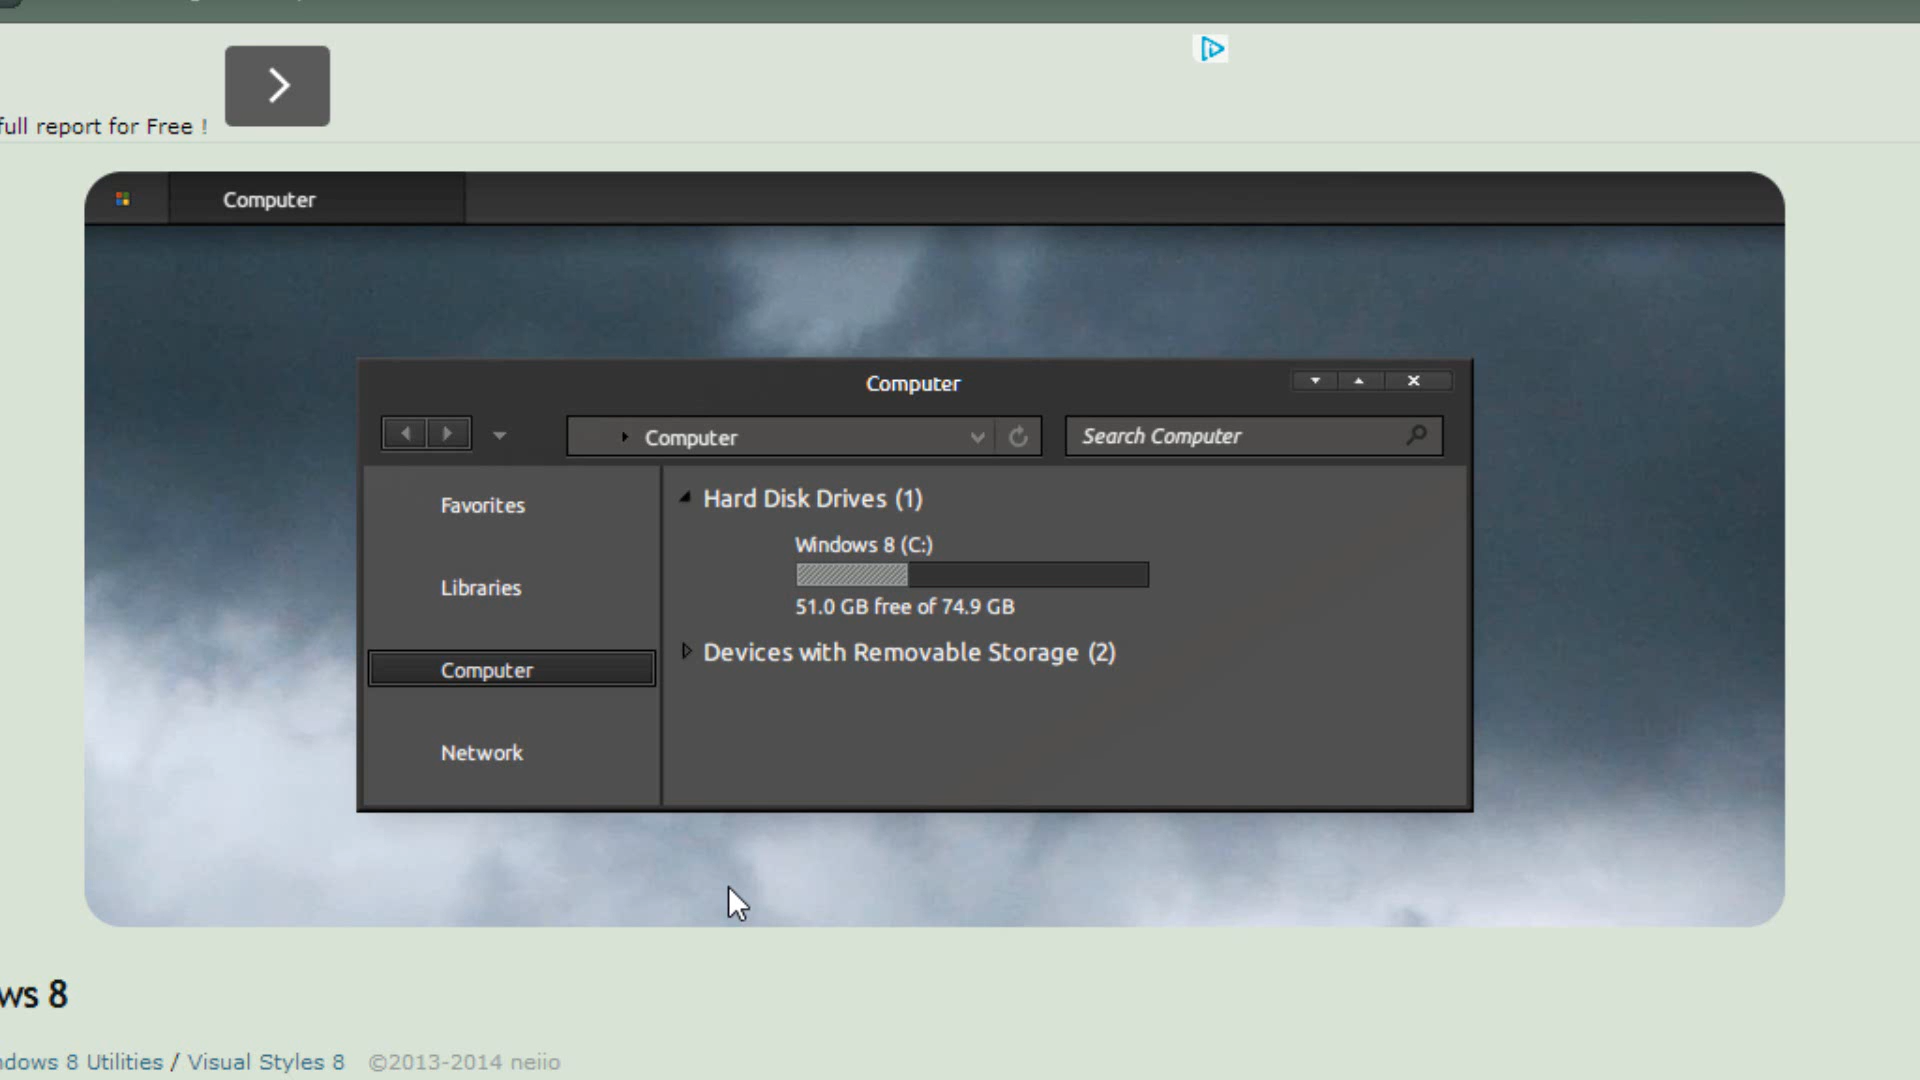 full report for Free !
Computer
Computer
Computer
Search Computer
Favorites
Libraries
Computer
Network
Hard Disk Drives (1)
Windows 8 (C:)
51.0 GB free of 74.9 GB
Devices with Removable Storage (2)
ws 8
ndows 8 Utilities / Visual Styles 8 ©2013-2014 neiio